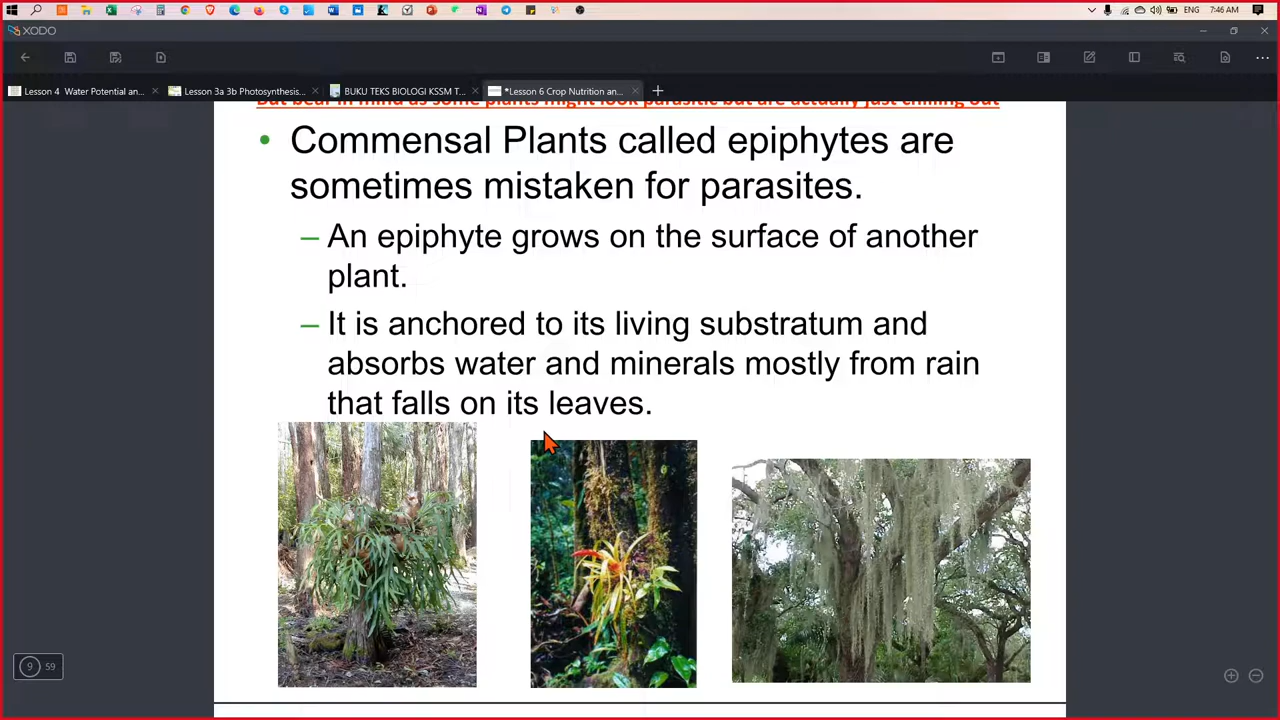 ENG
7:46 AM
XODO
Lesson 4 Water Potential an...
Lesson 3a 3b Photosynthesis...
BUKU TEKS BIOLOGI KSSM T...
*Lesson 6 Crop Nutrition an...
But bear in mind as some plants might look parasitic but are actually just chilling out
• Commensal Plants called epiphytes are
sometimes mistaken for parasites.
– An epiphyte grows on the surface of another
plant.
– It is anchored to its living substratum and
absorbs water and minerals mostly from rain
that falls on its leaves.
9 59